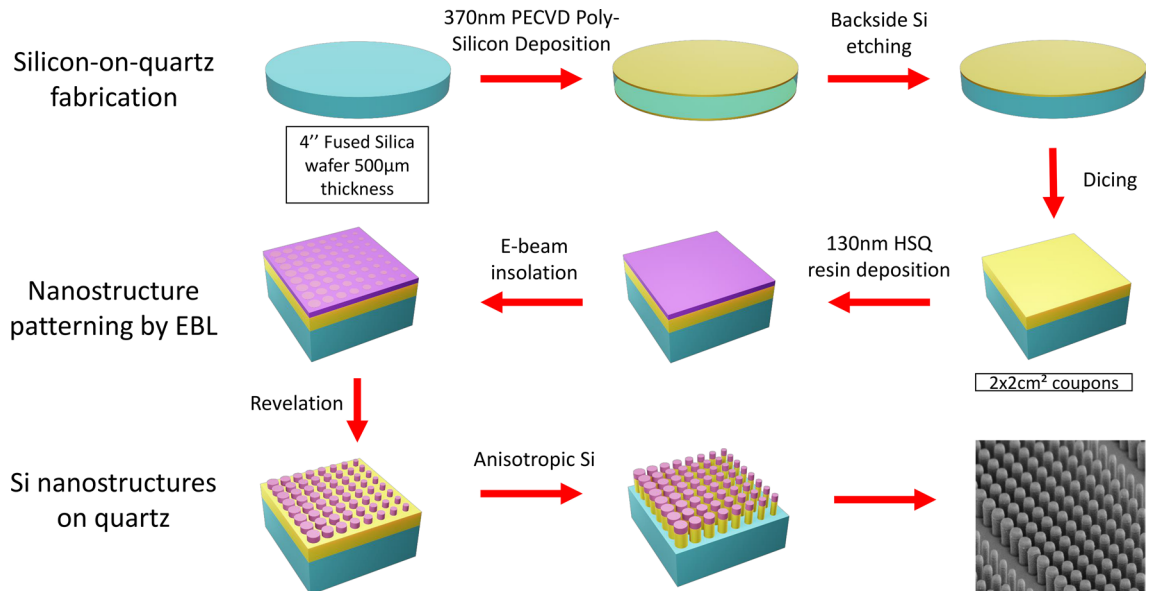 Silicon-on-quartz
fabrication
370nm PECVD Poly-
Silicon Deposition
Backside Si
etching
4’’ Fused Silica
wafer 500µm
thickness
Dicing
Nanostructure
patterning by EBL
E-beam
insolation
130nm HSQ
resin deposition
2x2cm² coupons
Revelation
Si nanostructures
on quartz
Anisotropic Si